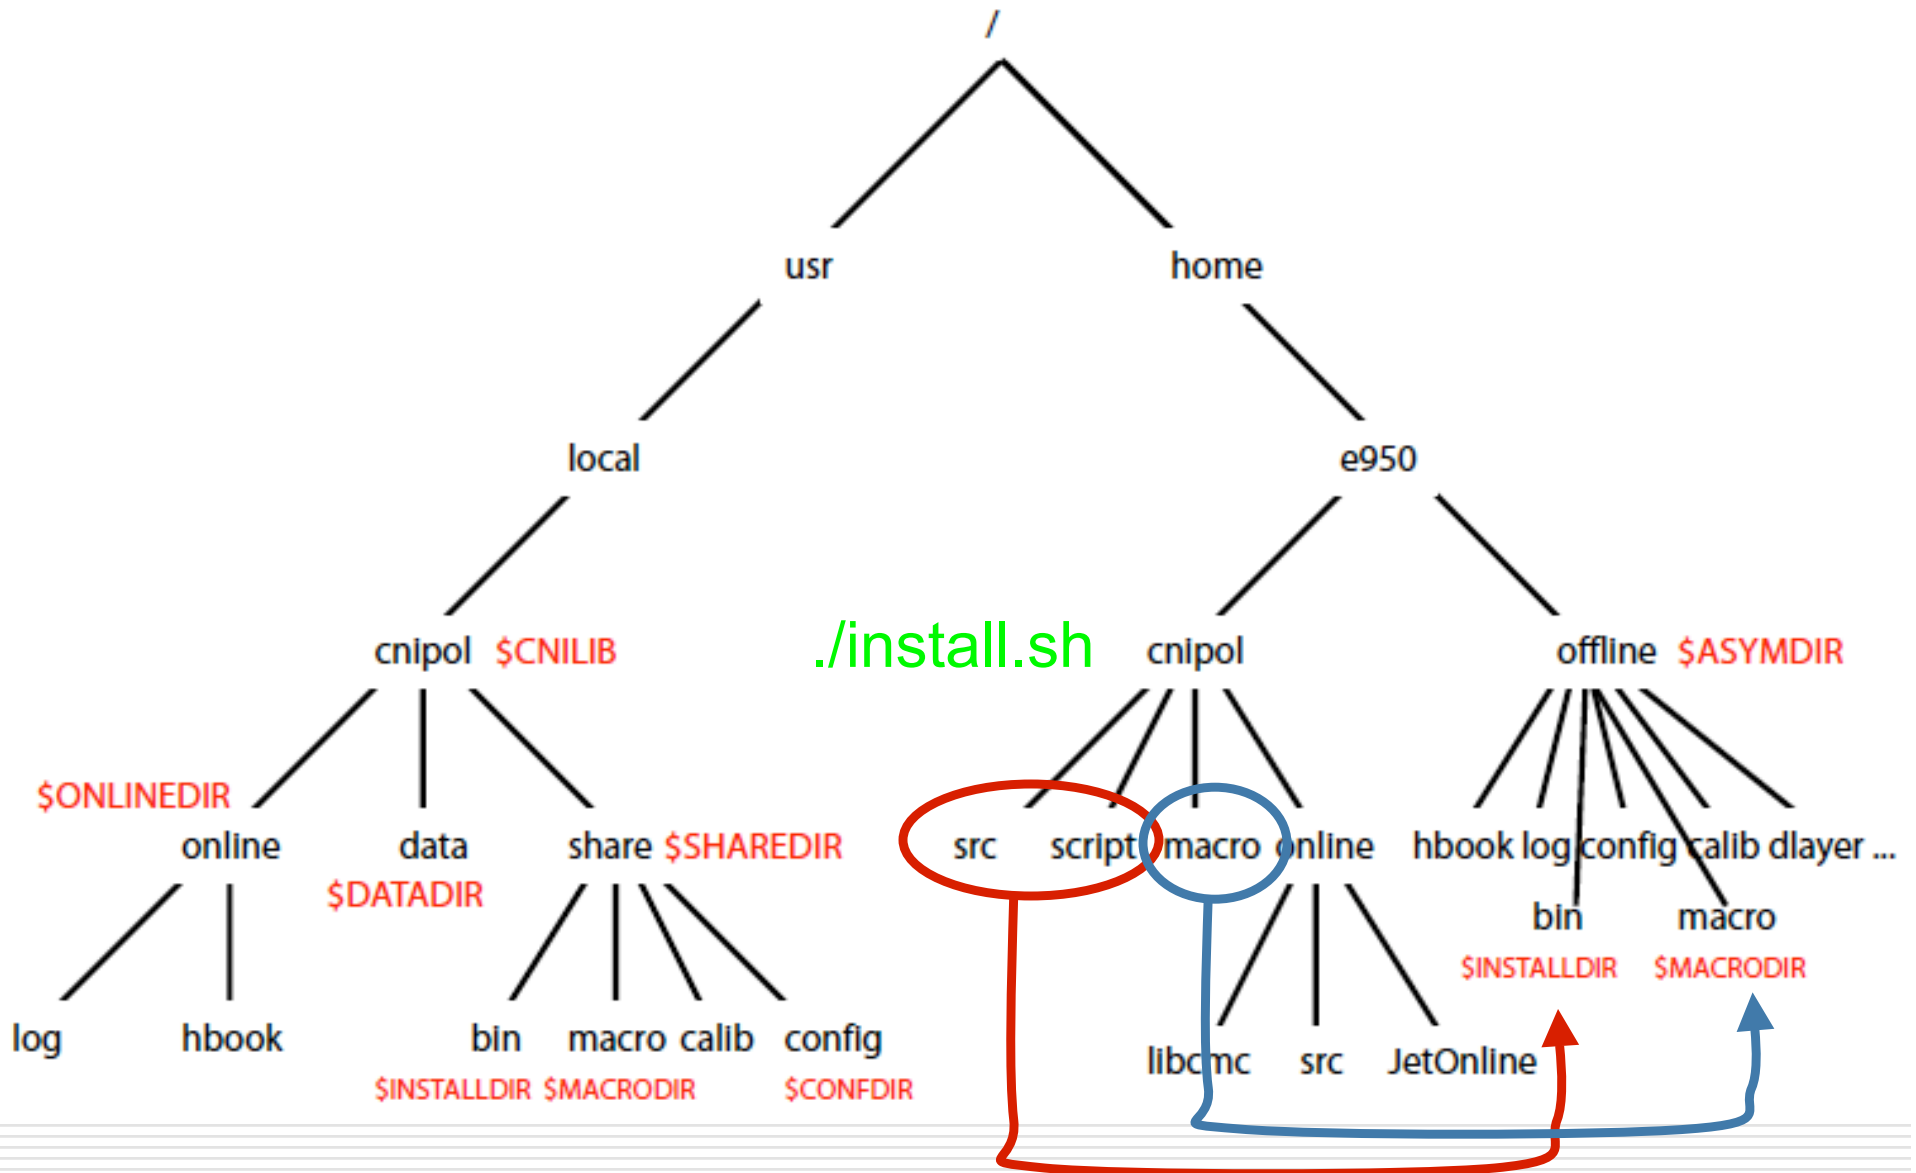 /
usr home
local e950
cnipol $CNILIB ./install.sh cnipol offline $ASYMDIR
$ONLINEDIR
online data share $SHAREDIR src script macro online hbook log config calib dlayer ...
$DATADIR
bin macro
$INSTALLDIR $MACRODIR
log hbook bin macro calib config
libcmc src JetOnline
$INSTALLDIR $MACRODIR $CONFDIR